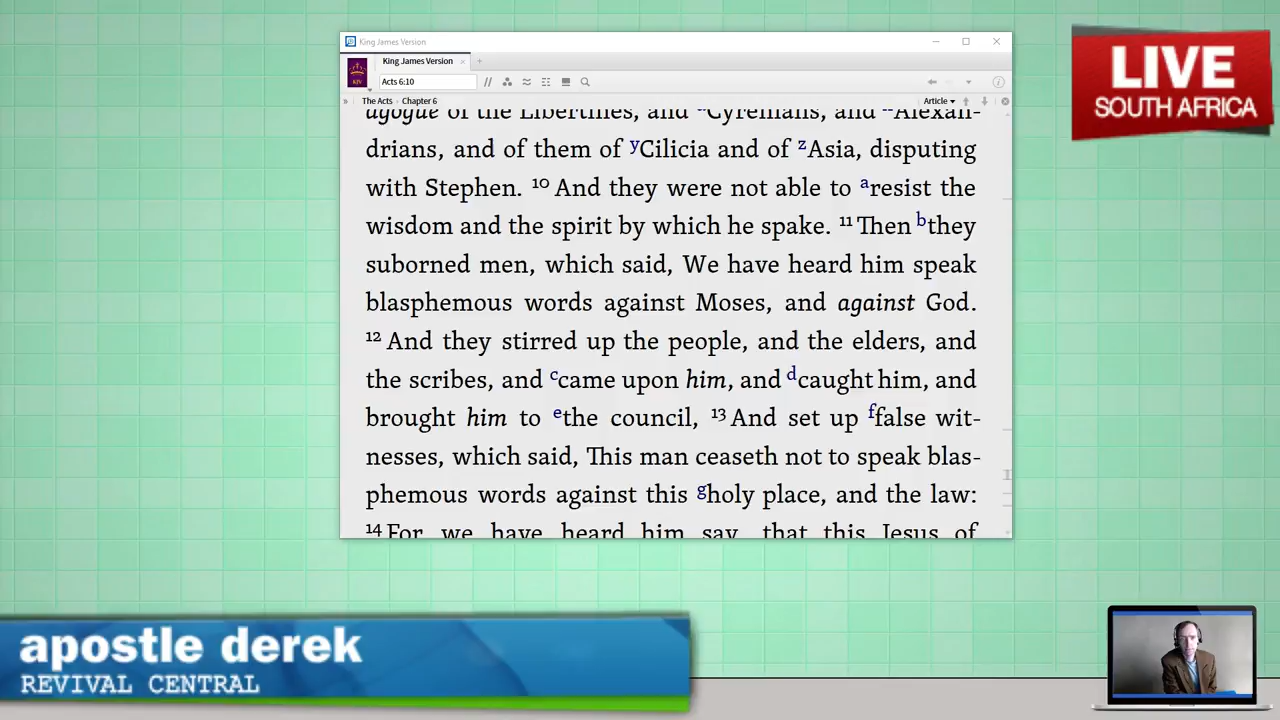 King James Version
King James Version
KJV
Acts 6:10
The Acts › Chapter 6
Article
agogue of the Libertines, and Cyrenians, and Alexan-
drians, and of them of yCilicia and of zAsia, disputing
with Stephen. 10 And they were not able to aresist the
wisdom and the spirit by which he spake. 11 Then bthey
suborned men, which said, We have heard him speak
blasphemous words against Moses, and against God.
12 And they stirred up the people, and the elders, and
the scribes, and ccame upon him, and dcaught him, and
brought him to ethe council, 13 And set up ffalse wit-
nesses, which said, This man ceaseth not to speak blas-
phemous words against this gholy place, and the law:
14 For we have heard him say, that this Jesus of
LIVE
SOUTH AFRICA
apostle derek
REVIVAL CENTRAL